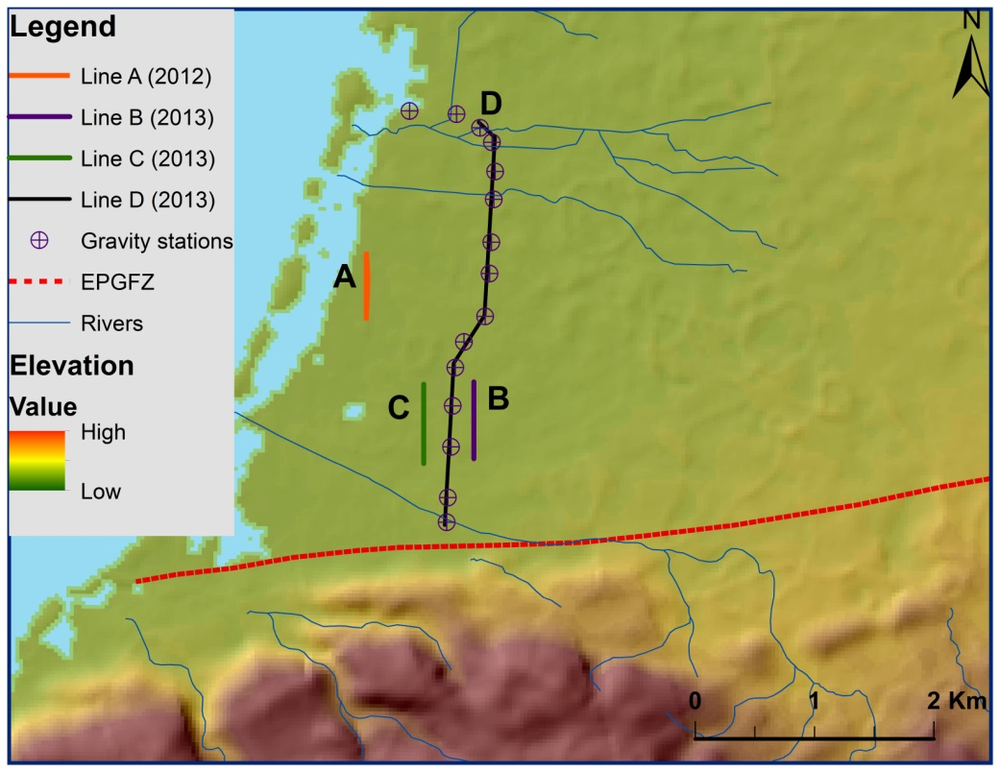 Legend
Line A (2012)
Line B (2013)
Line C (2013)
Line D (2013)
Gravity stations
EPGFZ
Rivers
Elevation
Value
High
Low
N
D
A
C
B
0 1 2 Km